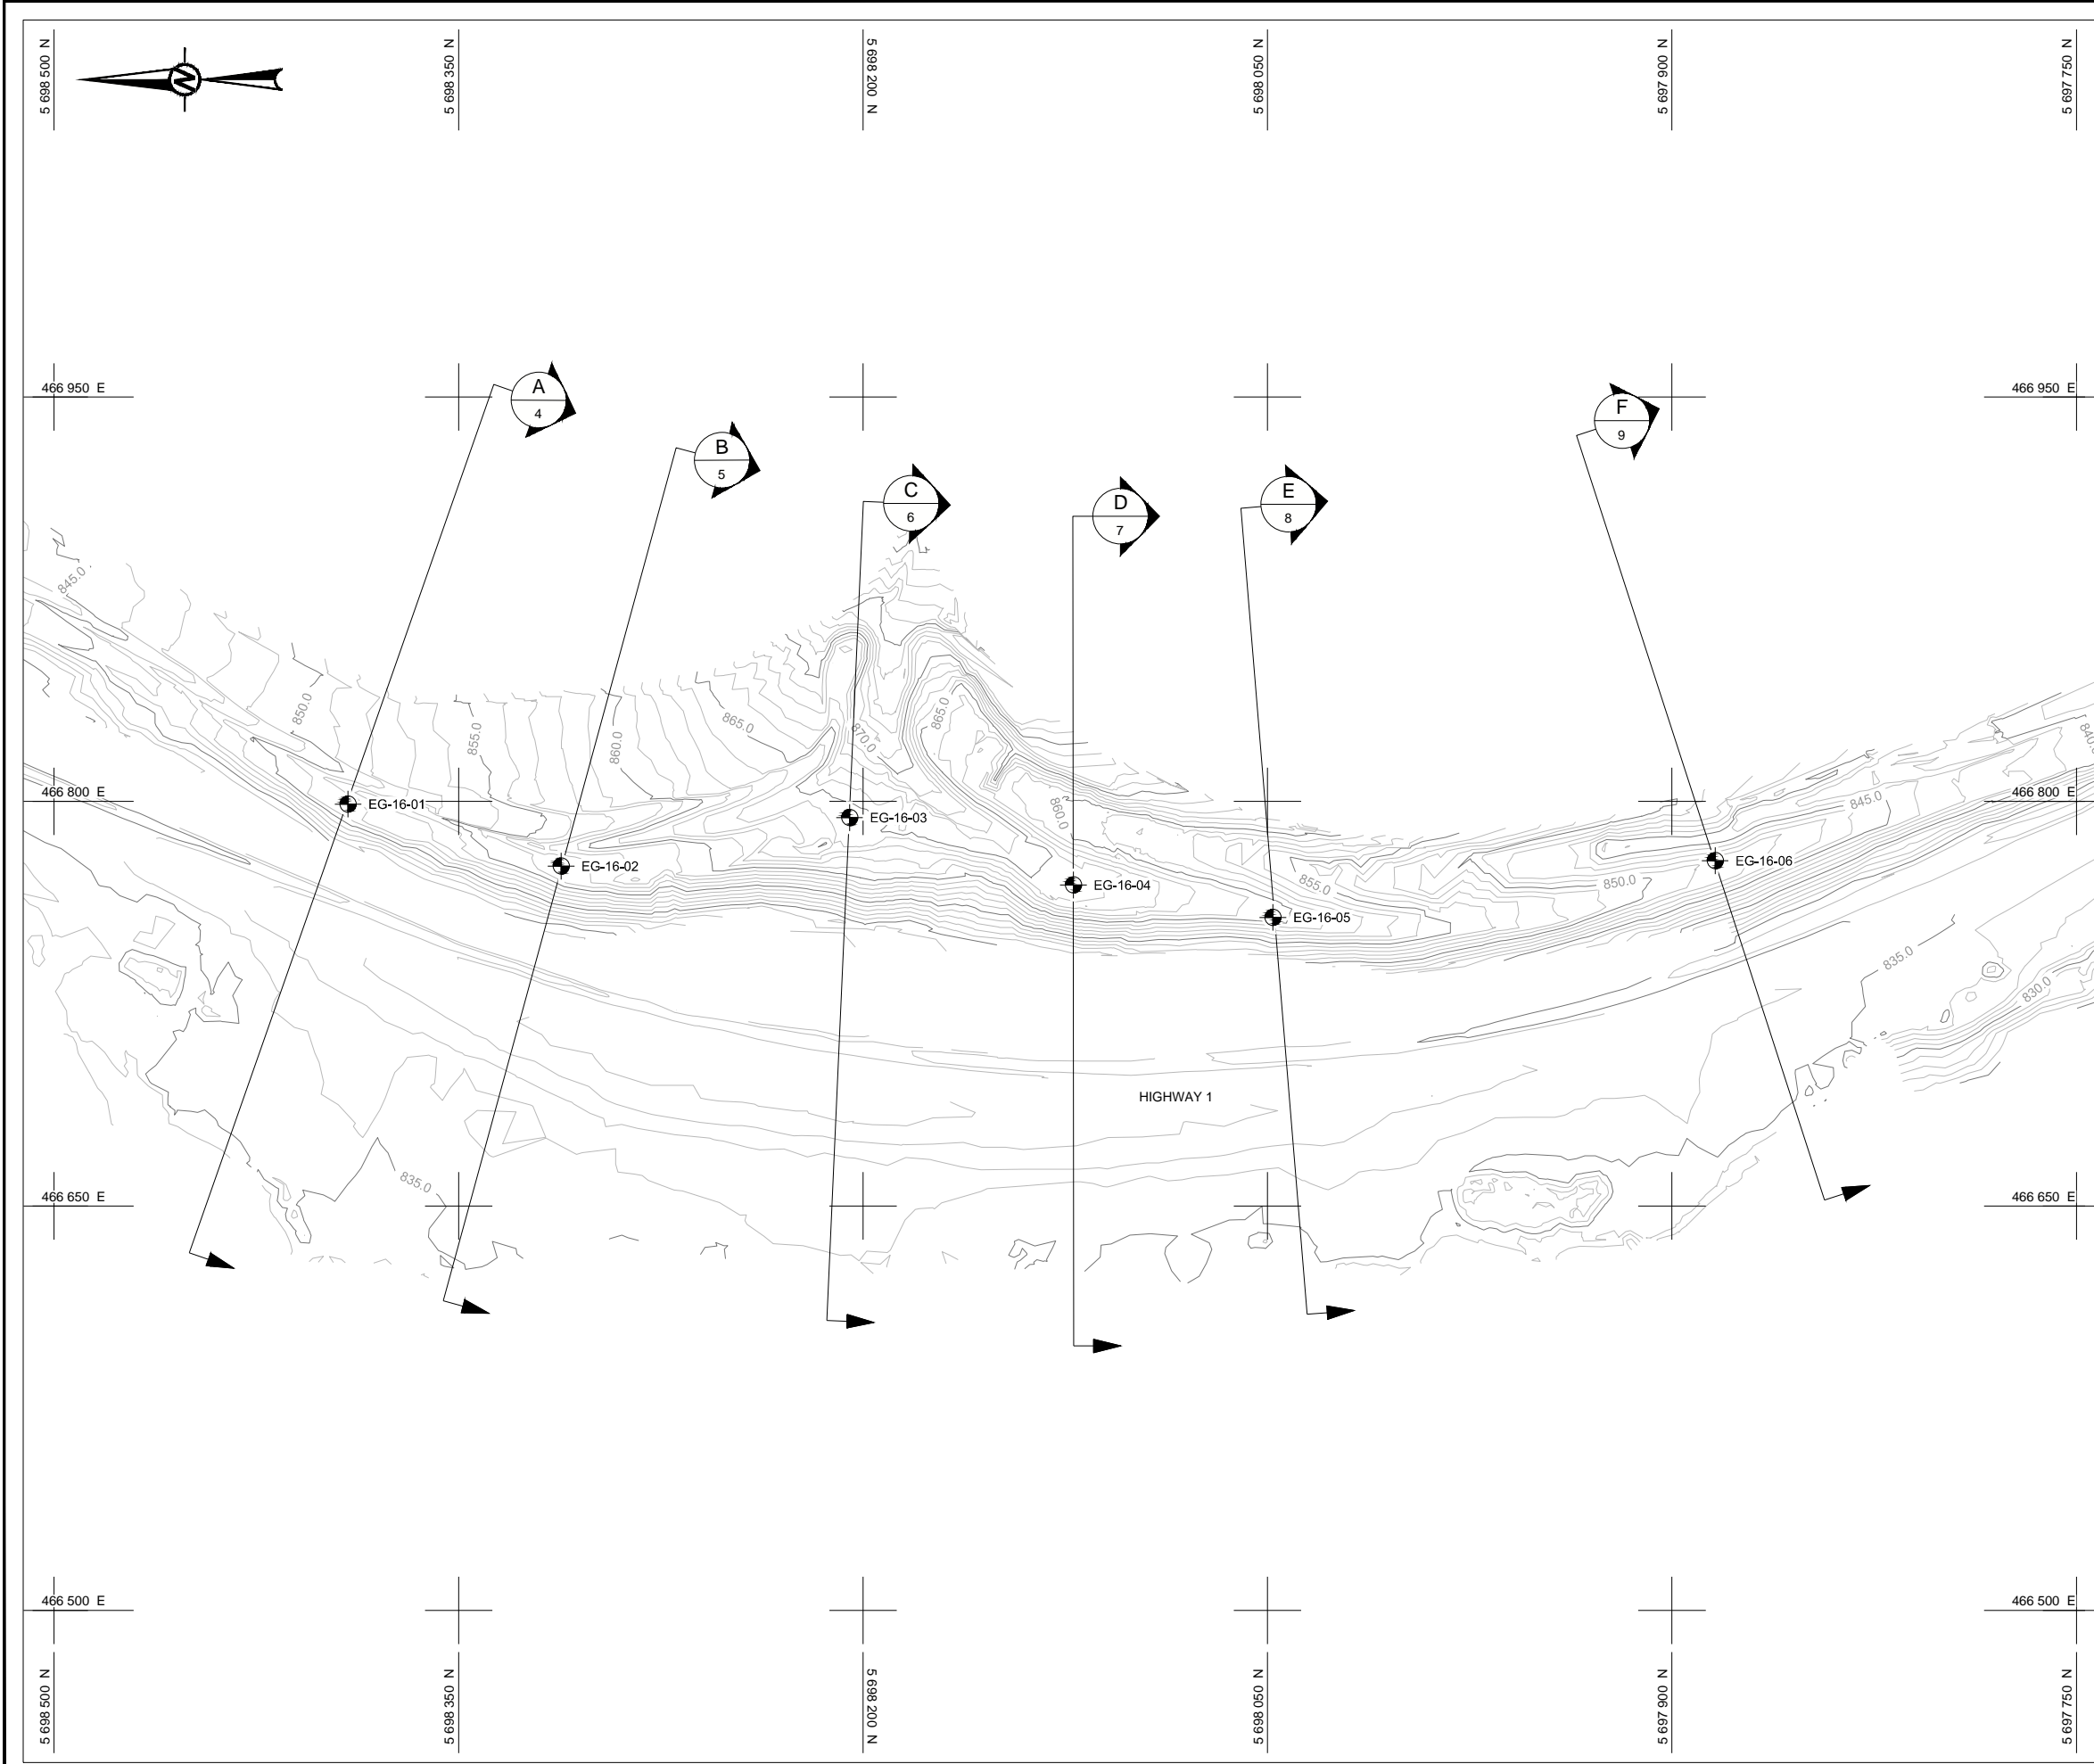 5 698 500 N
5 698 350 N
5 698 200 N
5 698 050 N
5 697 900 N
5 697 750 N
N
466 950 E
466 950 E
A
4
B
5
C
6
D
7
E
8
F
9
845.0
850.0
855.0
860.0
865.0
870.0
865.0
860.0
855.0
850.0
845.0
840.0
466 800 E
466 800 E
EG-16-01
EG-16-02
EG-16-03
EG-16-04
EG-16-05
EG-16-06
835.0
830.0
HIGHWAY 1
835.0
466 650 E
466 650 E
466 500 E
466 500 E
5 698 500 N
5 698 350 N
5 698 200 N
5 698 050 N
5 697 900 N
5 697 750 N